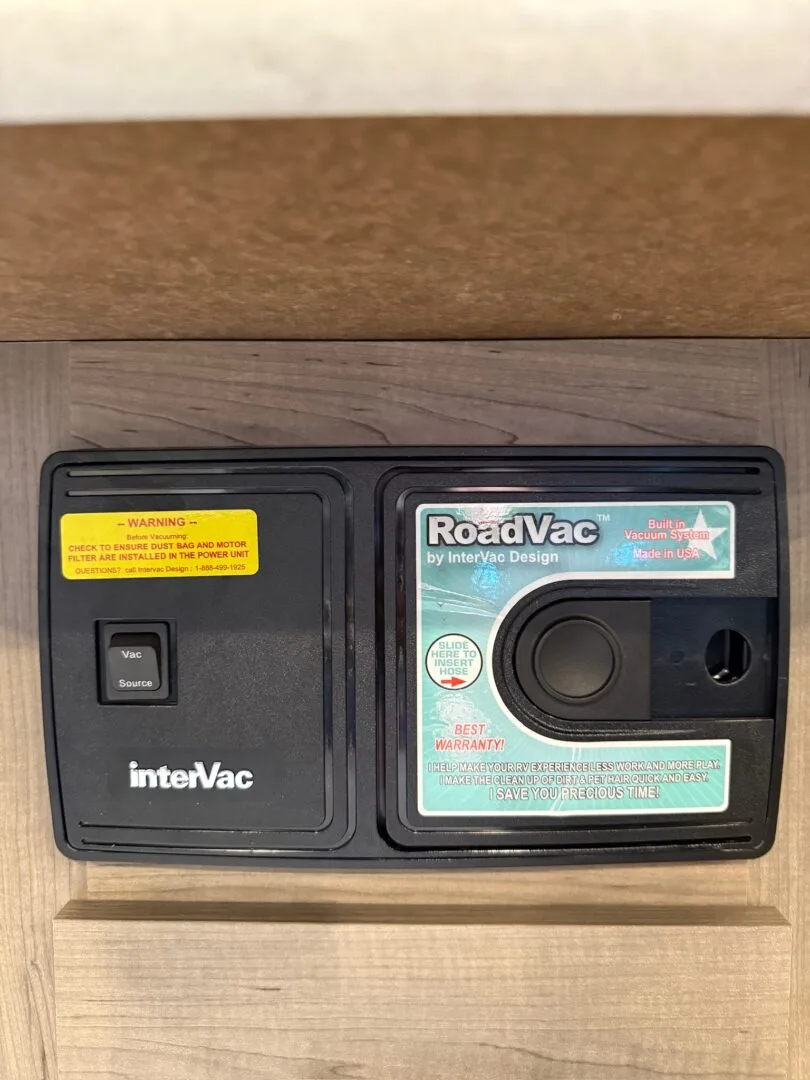 -- WARNING --
Before Vacuuming:
CHECK TO ENSURE DUST BAG AND MOTOR
FILTER ARE INSTALLED IN THE POWER UNIT
QUESTIONS? call Intervac Design : 1-888-499-1925
Vac
Source
interVac
RoadVac™
by InterVac Design
Built in
Vacuum System
Made in USA
SLIDE
HERE TO
INSERT
HOSE
BEST
WARRANTY!
I HELP MAKE YOUR RV EXPERIENCE LESS WORK AND MORE PLAY.
I MAKE THE CLEAN UP OF DIRT & PET HAIR QUICK AND EASY.
I SAVE YOU PRECIOUS TIME!